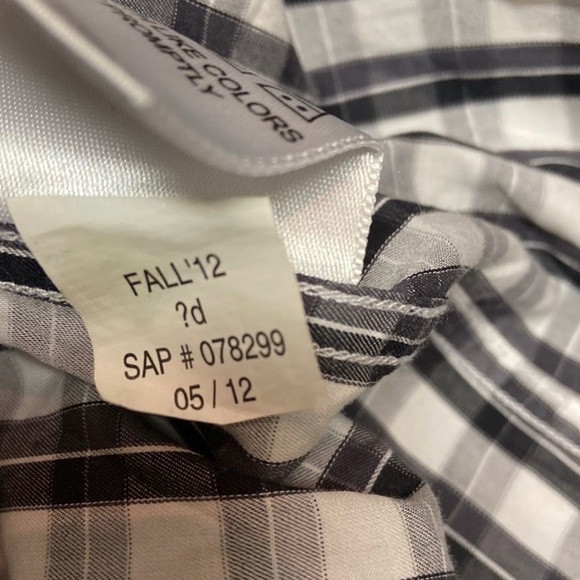 LIKE COLORS
PROMPTLY
FALL'12
?d
SAP # 078299
05 / 12